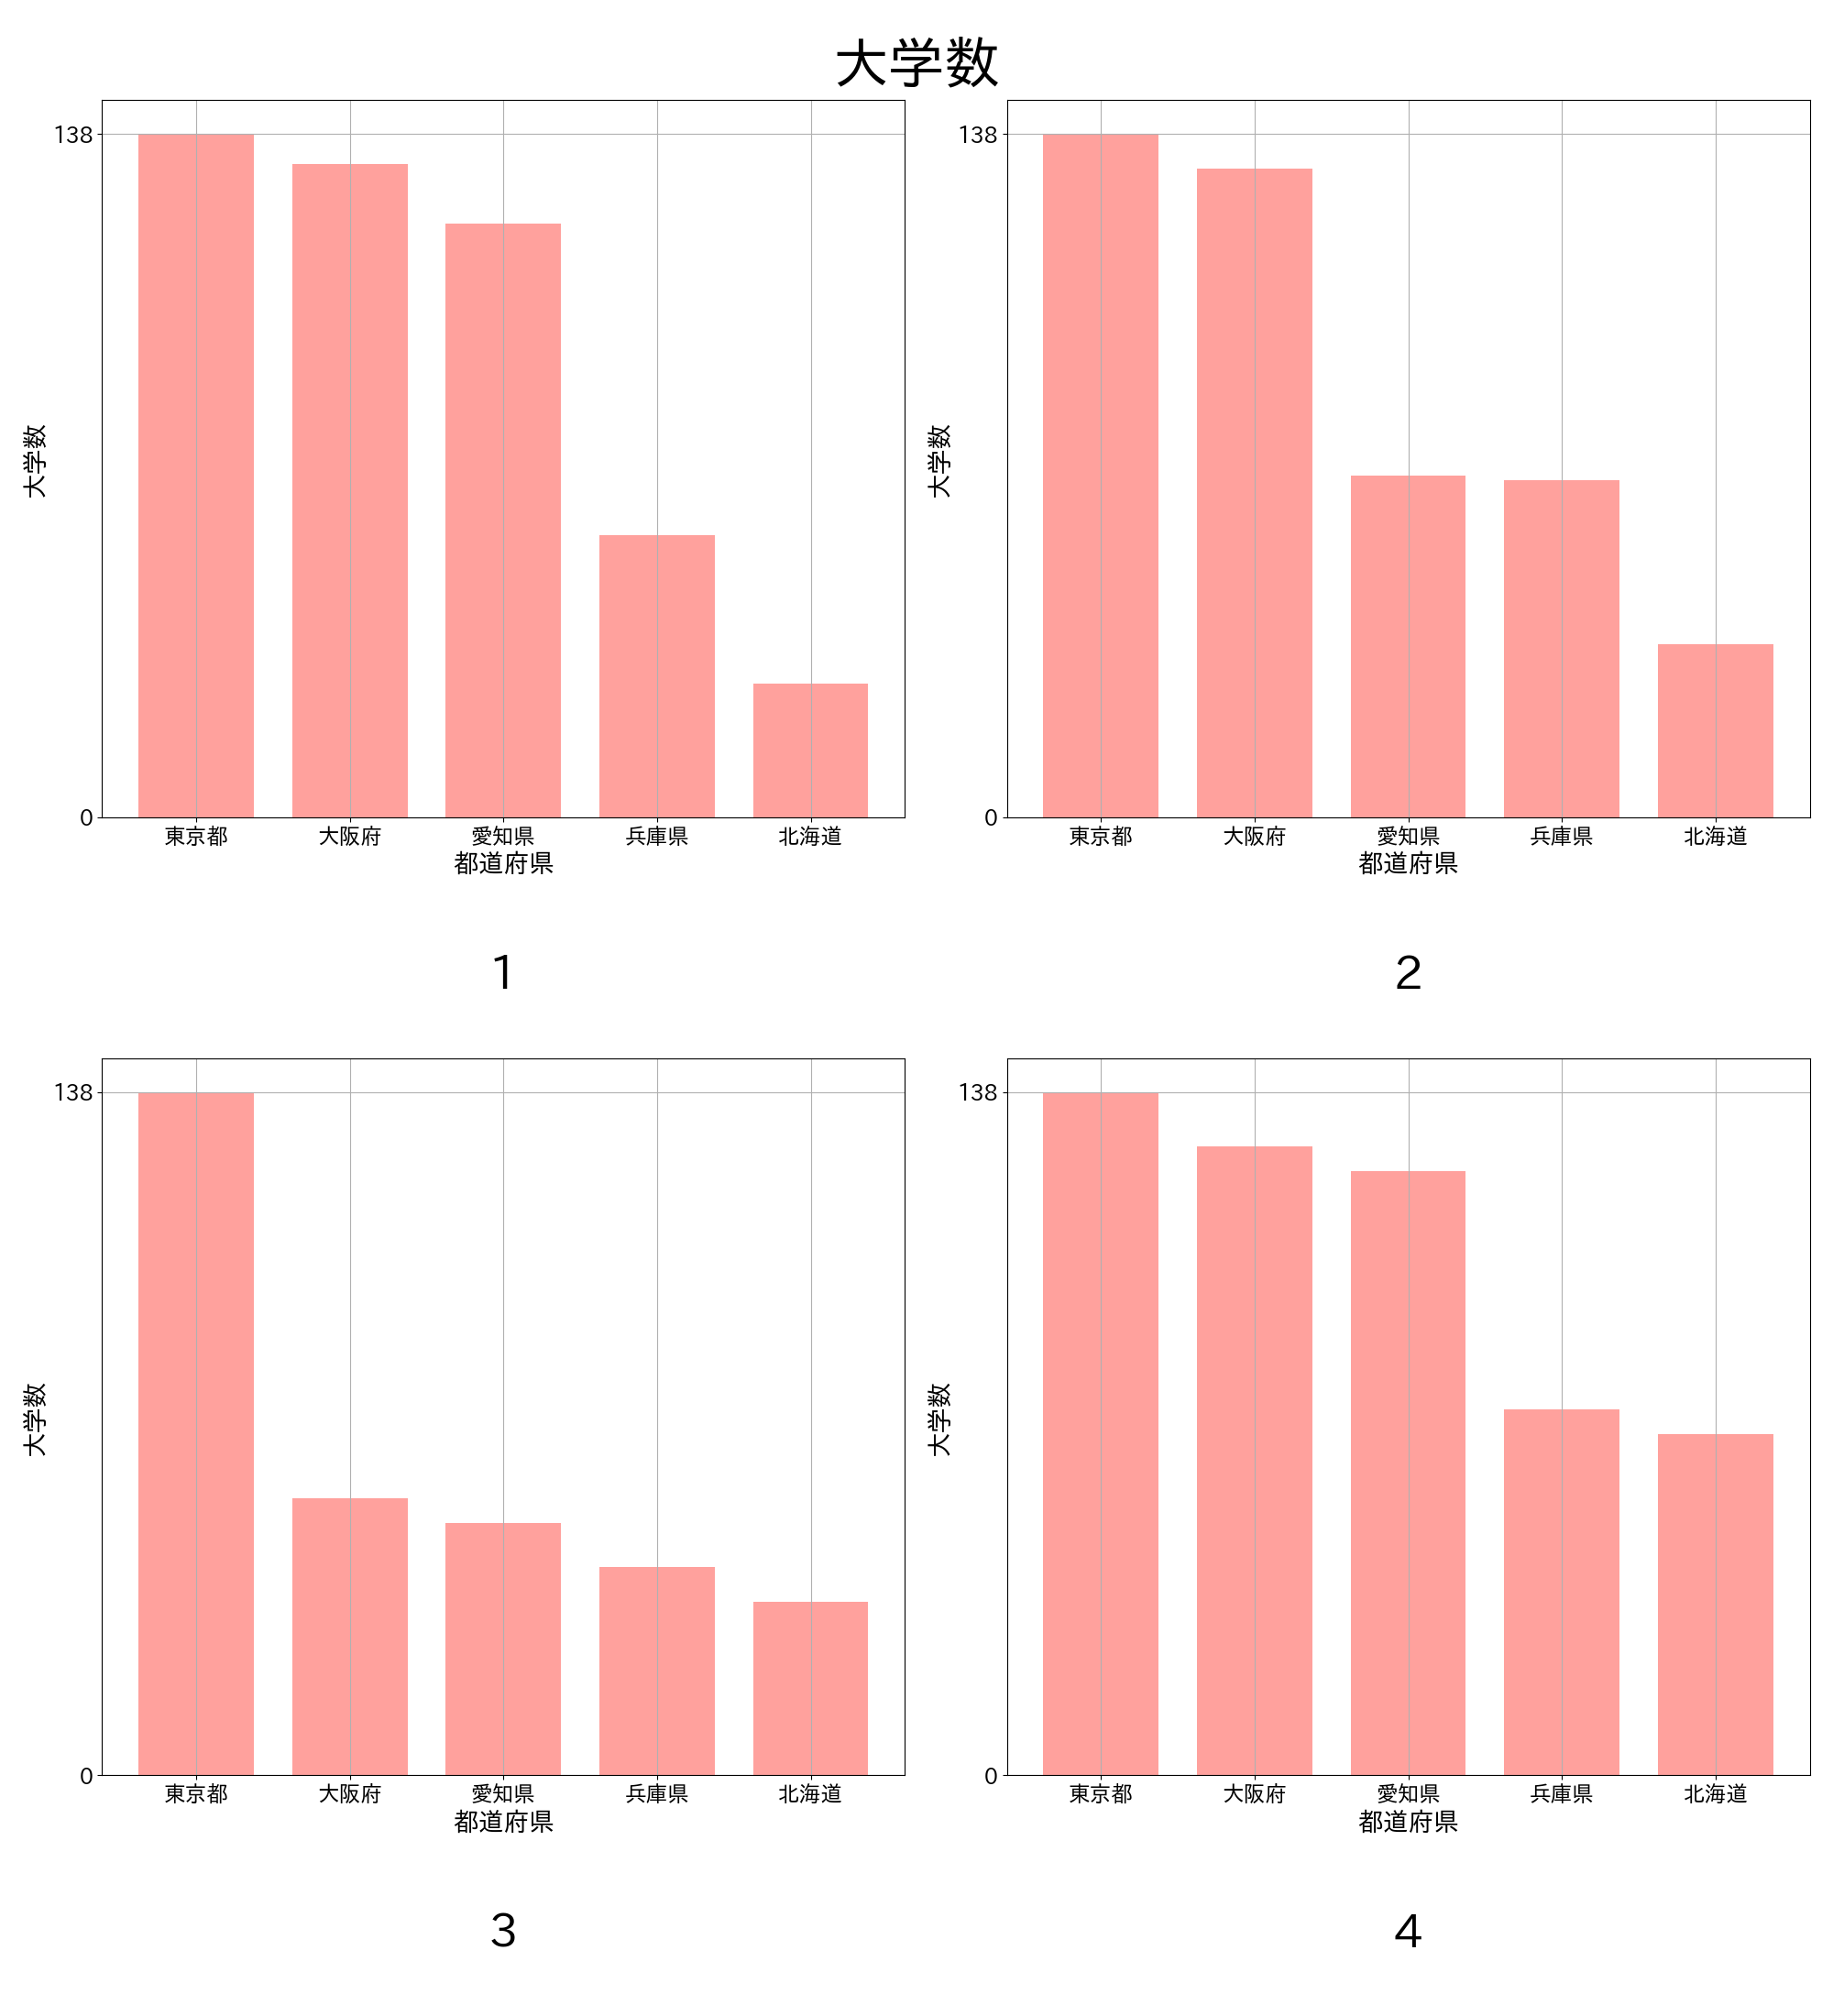 大学数
138
0
大学数
東京都 大阪府 愛知県 兵庫県 北海道
都道府県
1
138
0
大学数
東京都 大阪府 愛知県 兵庫県 北海道
都道府県
2
138
0
大学数
東京都 大阪府 愛知県 兵庫県 北海道
都道府県
3
138
0
大学数
東京都 大阪府 愛知県 兵庫県 北海道
都道府県
4